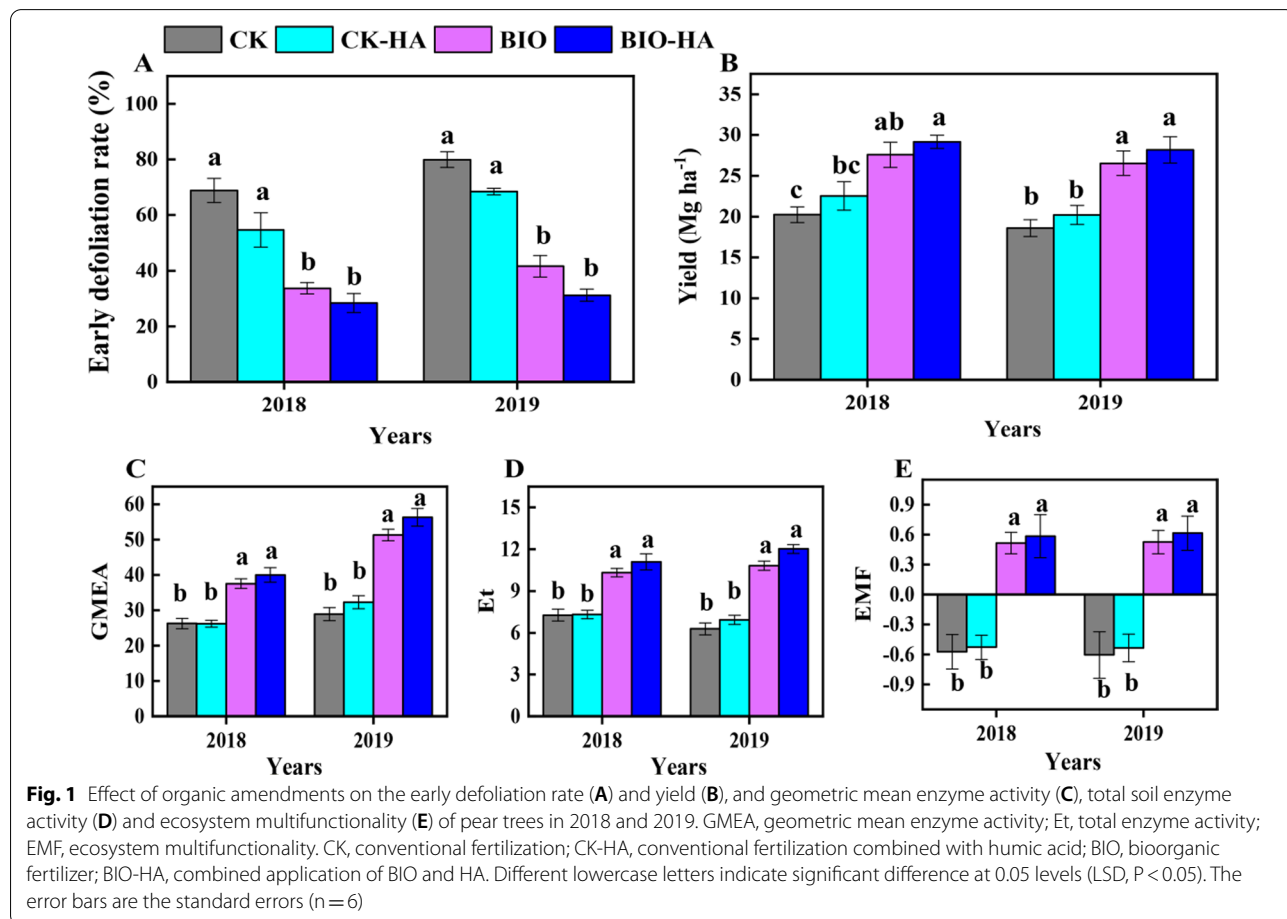 CK CK-HA BIO BIO-HA
A
Early defoliation rate (%)
100
80
60
40
20
0
a
a
b
b
a
a
b
b
2018 2019
Years
B
Yield (Mg ha⁻¹)
35
30
25
20
15
10
5
0
c
bc
ab
a
b
b
a
a
2018 2019
Years
C
GMEA
60
50
40
30
20
10
0
b
b
a
a
b
b
a
a
2018 2019
Years
D
Et
15
12
9
6
3
0
b
b
a
a
b
b
a
a
2018 2019
Years
E
EMF
0.9
0.6
0.3
0.0
-0.3
-0.6
-0.9
b
b
a
a
b
b
a
a
2018 2019
Years
Fig. 1 Effect of organic amendments on the early defoliation rate (A) and yield (B), and geometric mean enzyme activity (C), total soil enzyme
activity (D) and ecosystem multifunctionality (E) of pear trees in 2018 and 2019. GMEA, geometric mean enzyme activity; Et, total enzyme activity;
EMF, ecosystem multifunctionality. CK, conventional fertilization; CK-HA, conventional fertilization combined with humic acid; BIO, bioorganic
fertilizer; BIO-HA, combined application of BIO and HA. Different lowercase letters indicate significant difference at 0.05 levels (LSD, P < 0.05). The
error bars are the standard errors (n = 6)